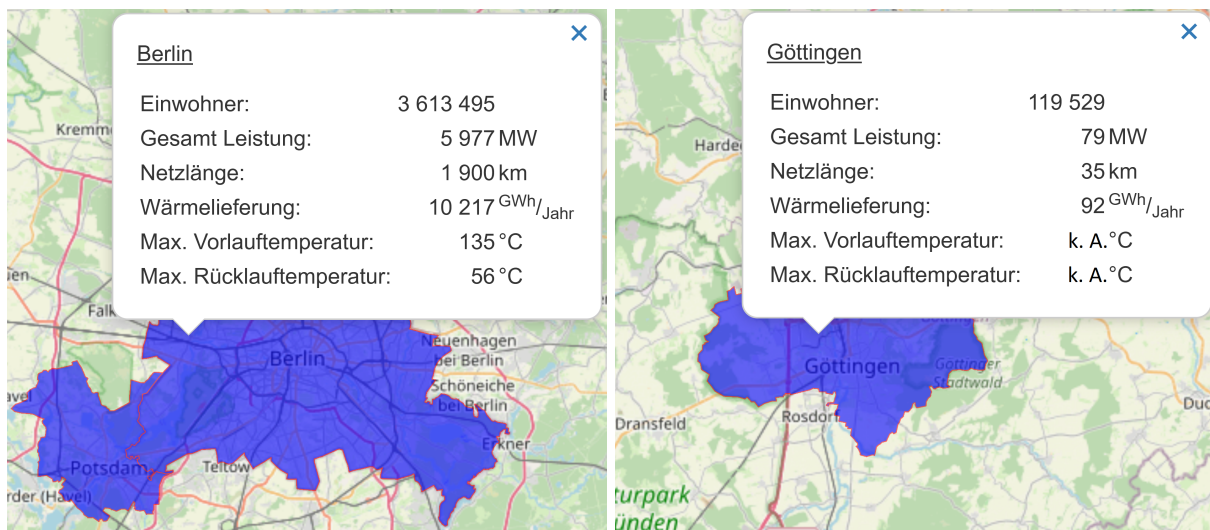 Berlin
Einwohner: 3 613 495
Gesamt Leistung: 5 977 MW
Netzlänge: 1 900 km
Wärmelieferung: 10 217 GWh/Jahr
Max. Vorlauftemperatur: 135 °C
Max. Rücklauftemperatur: 56 °C
Kremm
Falk
Berlin
Neuenhagen
bei Berlin
Schöneiche
bei Berlin
Erkner
avel
Potsdam
Teltow
rder (Havel)
Göttingen
Einwohner: 119 529
Gesamt Leistung: 79 MW
Netzlänge: 35 km
Wärmelieferung: 92 GWh/Jahr
Max. Vorlauftemperatur: k. A. °C
Max. Rücklauftemperatur: k. A. °C
Harde
Göttingen
Göttinger
Stadtwald
Rosdorf
Dransfeld
Dud
turpark
ünden